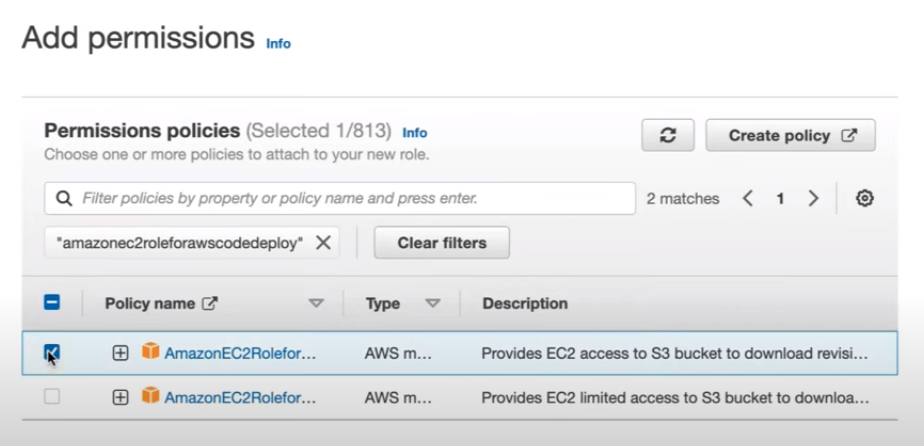 Add permissions Info
Permissions policies (Selected 1/813) Info
Choose one or more policies to attach to your new role.
Create policy
Filter policies by property or policy name and press enter.
2 matches
1
"amazonec2roleforawscodedeploy"
Clear filters
Policy name Type Description
AmazonEC2Rolefor... AWS m... Provides EC2 access to S3 bucket to download revisi...
AmazonEC2Rolefor... AWS m... Provides EC2 limited access to S3 bucket to downloa...